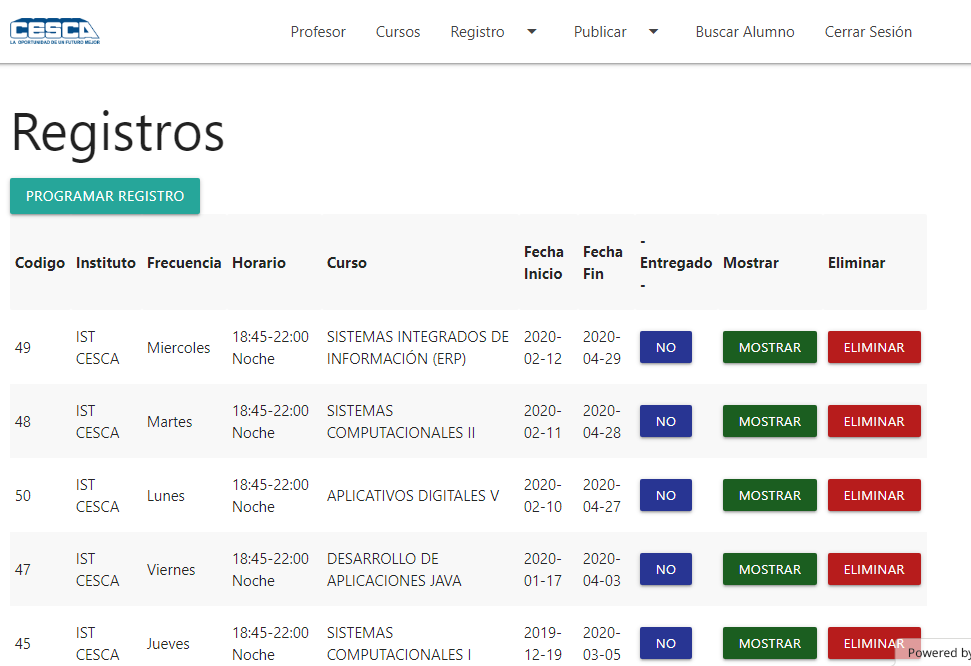 CESCA
LA OPORTUNIDAD DE UN FUTURO MEJOR
Profesor Cursos Registro Publicar Buscar Alumno Cerrar Sesión
Registros
PROGRAMAR REGISTRO
Codigo Instituto Frecuencia Horario Curso Fecha Inicio Fecha Fin - Entregado - Mostrar Eliminar
49 IST CESCA Miercoles 18:45-22:00 Noche SISTEMAS INTEGRADOS DE INFORMACIÓN (ERP) 2020-02-12 2020-04-29 NO MOSTRAR ELIMINAR
48 IST CESCA Martes 18:45-22:00 Noche SISTEMAS COMPUTACIONALES II 2020-02-11 2020-04-28 NO MOSTRAR ELIMINAR
50 IST CESCA Lunes 18:45-22:00 Noche APLICATIVOS DIGITALES V 2020-02-10 2020-04-27 NO MOSTRAR ELIMINAR
47 IST CESCA Viernes 18:45-22:00 Noche DESARROLLO DE APLICACIONES JAVA 2020-01-17 2020-04-03 NO MOSTRAR ELIMINAR
45 IST CESCA Jueves 18:45-22:00 Noche SISTEMAS COMPUTACIONALES I 2019-12-19 2020-03-05 NO MOSTRAR ELIMINAR
Powered by